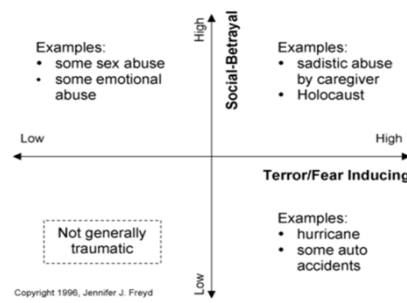 High
Social-Betrayal
Examples:
• some sex abuse
• some emotional
abuse
Examples:
• sadistic abuse
by caregiver
• Holocaust
Low
High
Terror/Fear Inducing
Not generally
traumatic
Examples:
• hurricane
• some auto
accidents
Low
Copyright 1996, Jennifer J. Freyd